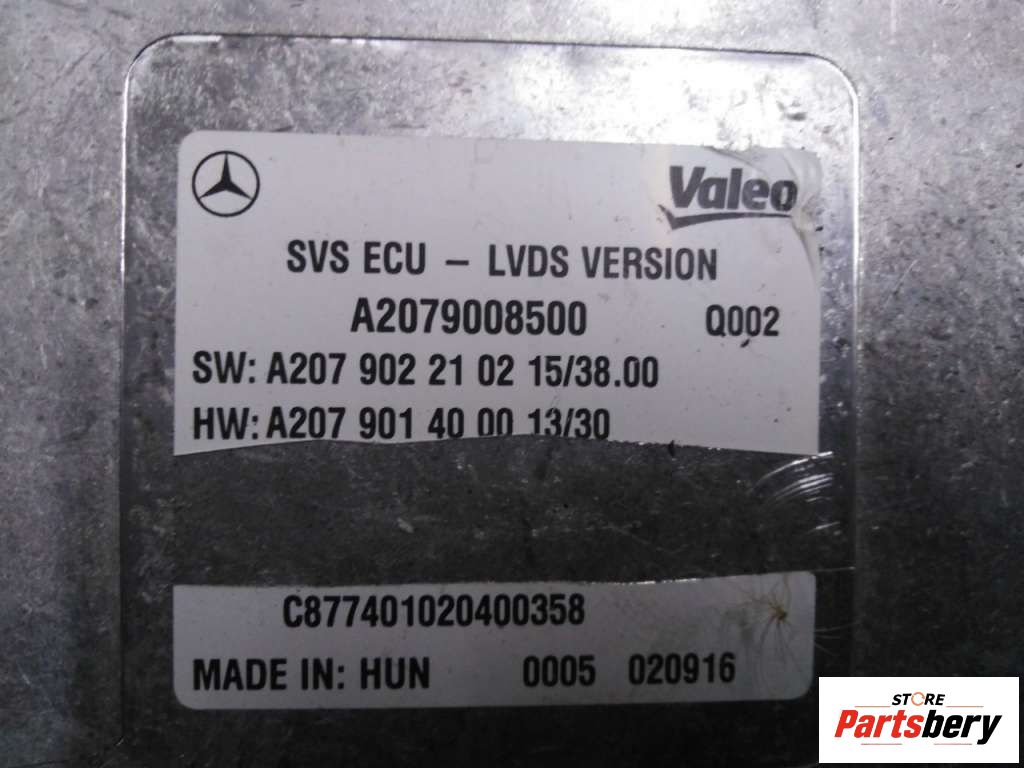 Valeo
SVS ECU – LVDS VERSION
A2079008500 Q002
SW: A207 902 21 02 15/38.00
HW: A207 901 40 00 13/30
C877401020400358
MADE IN: HUN 0005 020916
STORE
Partsbery